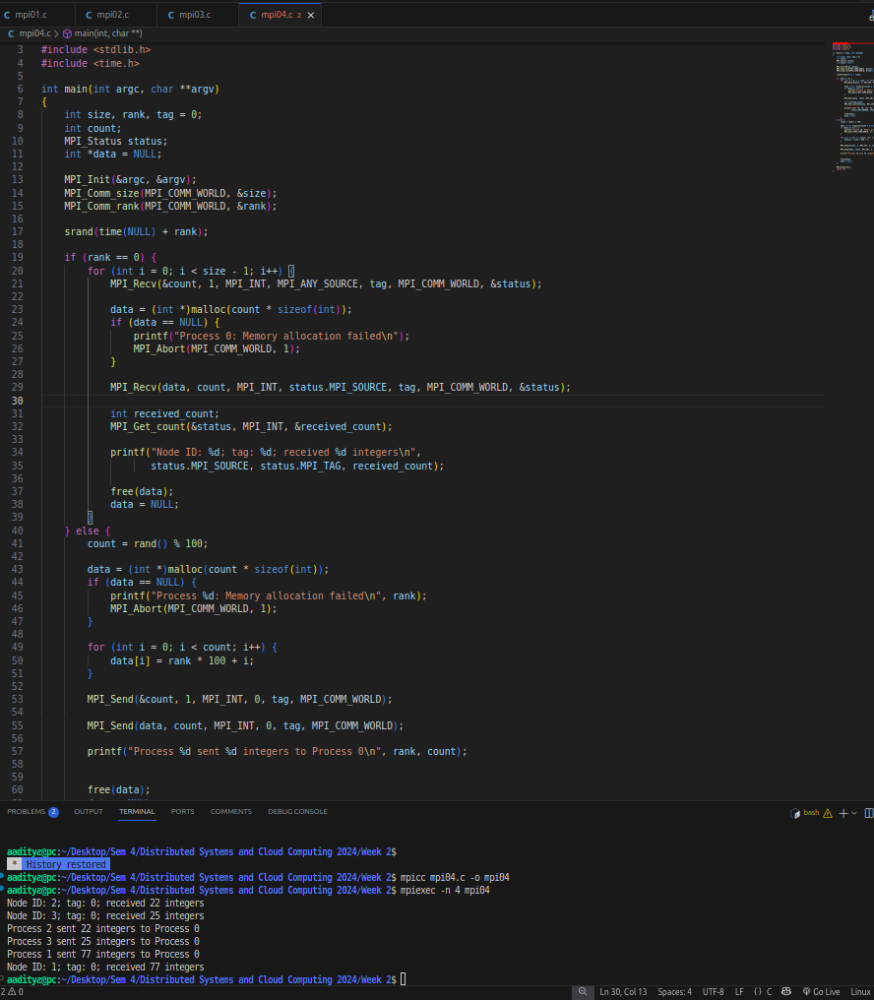 mpi01.c mpi02.c mpi03.c mpi04.c 2 ×
mpi04.c > main(int, char **)
3 #include <stdlib.h>
4 #include <time.h>
5
6 int main(int argc, char **argv)
7 {
8 int size, rank, tag = 0;
9 int count;
10 MPI_Status status;
11 int *data = NULL;
12
13 MPI_Init(&argc, &argv);
14 MPI_Comm_size(MPI_COMM_WORLD, &size);
15 MPI_Comm_rank(MPI_COMM_WORLD, &rank);
16
17 srand(time(NULL) + rank);
18
19 if (rank == 0) {
20 for (int i = 0; i < size - 1; i++) {
21 MPI_Recv(&count, 1, MPI_INT, MPI_ANY_SOURCE, tag, MPI_COMM_WORLD, &status);
22
23 data = (int *)malloc(count * sizeof(int));
24 if (data == NULL) {
25 printf("Process 0: Memory allocation failed\n");
26 MPI_Abort(MPI_COMM_WORLD, 1);
27 }
28
29 MPI_Recv(data, count, MPI_INT, status.MPI_SOURCE, tag, MPI_COMM_WORLD, &status);
30
31 int received_count;
32 MPI_Get_count(&status, MPI_INT, &received_count);
33
34 printf("Node ID: %d; tag: %d; received %d integers\n",
35 status.MPI_SOURCE, status.MPI_TAG, received_count);
36
37 free(data);
38 data = NULL;
39 }
40 } else {
41 count = rand() % 100;
42
43 data = (int *)malloc(count * sizeof(int));
44 if (data == NULL) {
45 printf("Process %d: Memory allocation failed\n", rank);
46 MPI_Abort(MPI_COMM_WORLD, 1);
47 }
48
49 for (int i = 0; i < count; i++) {
50 data[i] = rank * 100 + i;
51 }
52
53 MPI_Send(&count, 1, MPI_INT, 0, tag, MPI_COMM_WORLD);
54
55 MPI_Send(data, count, MPI_INT, 0, tag, MPI_COMM_WORLD);
56
57 printf("Process %d sent %d integers to Process 0\n", rank, count);
58
59
60 free(data);
PROBLEMS 2 OUTPUT TERMINAL PORTS COMMENTS DEBUG CONSOLE bash
aaditya@pc:~/Desktop/Sem 4/Distributed Systems and Cloud Computing 2024/Week 2$
* History restored
aaditya@pc:~/Desktop/Sem 4/Distributed Systems and Cloud Computing 2024/Week 2$ mpicc mpi04.c -o mpi04
aaditya@pc:~/Desktop/Sem 4/Distributed Systems and Cloud Computing 2024/Week 2$ mpiexec -n 4 mpi04
Node ID: 2; tag: 0; received 22 integers
Node ID: 3; tag: 0; received 25 integers
Process 2 sent 22 integers to Process 0
Process 3 sent 25 integers to Process 0
Process 1 sent 77 integers to Process 0
Node ID: 1; tag: 0; received 77 integers
aaditya@pc:~/Desktop/Sem 4/Distributed Systems and Cloud Computing 2024/Week 2$
2 0 Ln 30, Col 13 Spaces: 4 UTF-8 LF {} C Go Live Linux